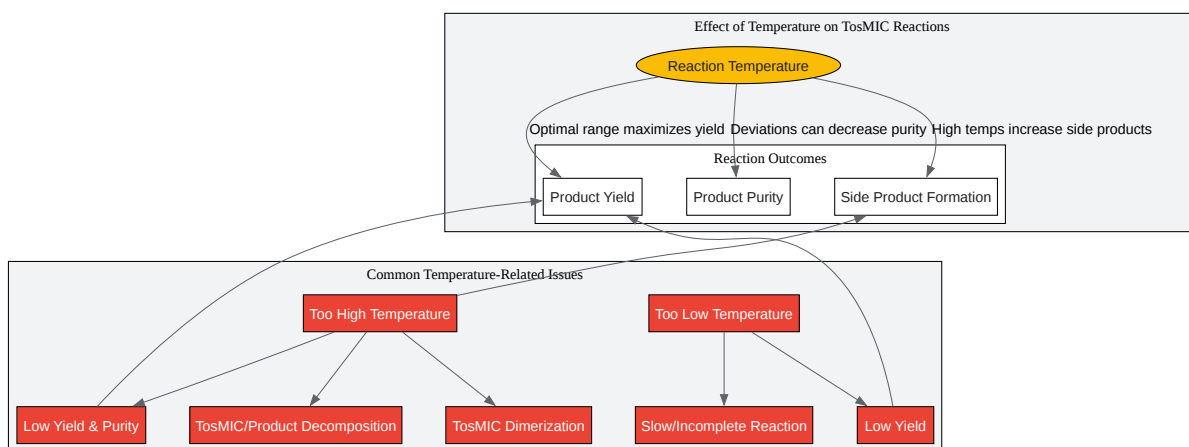 Effect of Temperature on TosMIC Reactions
Reaction Temperature
Optimal range maximizes yield
Deviations can decrease purity
High temps increase side products
Reaction Outcomes
Product Yield
Product Purity
Side Product Formation
Common Temperature-Related Issues
Too High Temperature
Too Low Temperature
Low Yield & Purity
TosMIC/Product Decomposition
TosMIC Dimerization
Slow/Incomplete Reaction
Low Yield